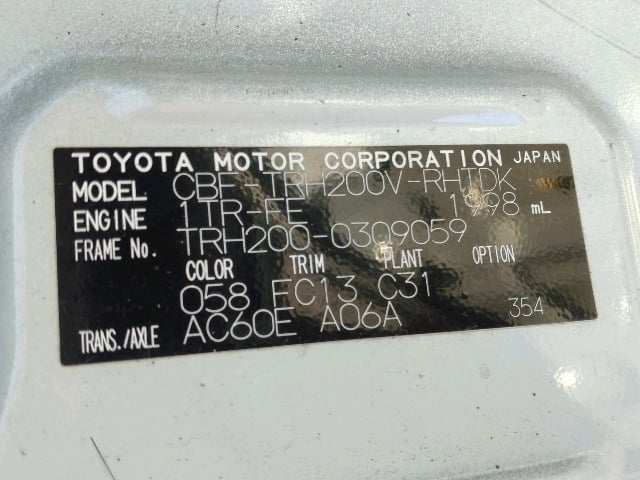 TOYOTA MOTOR CORPORATION JAPAN
MODEL CBF-TRH200V-RHTDK
ENGINE 1TR-FE 1998 mL
FRAME No. TRH200-0309059
COLOR TRIM PLANT OPTION
058 FC13 C31
TRANS./AXLE AC60E A06A 354